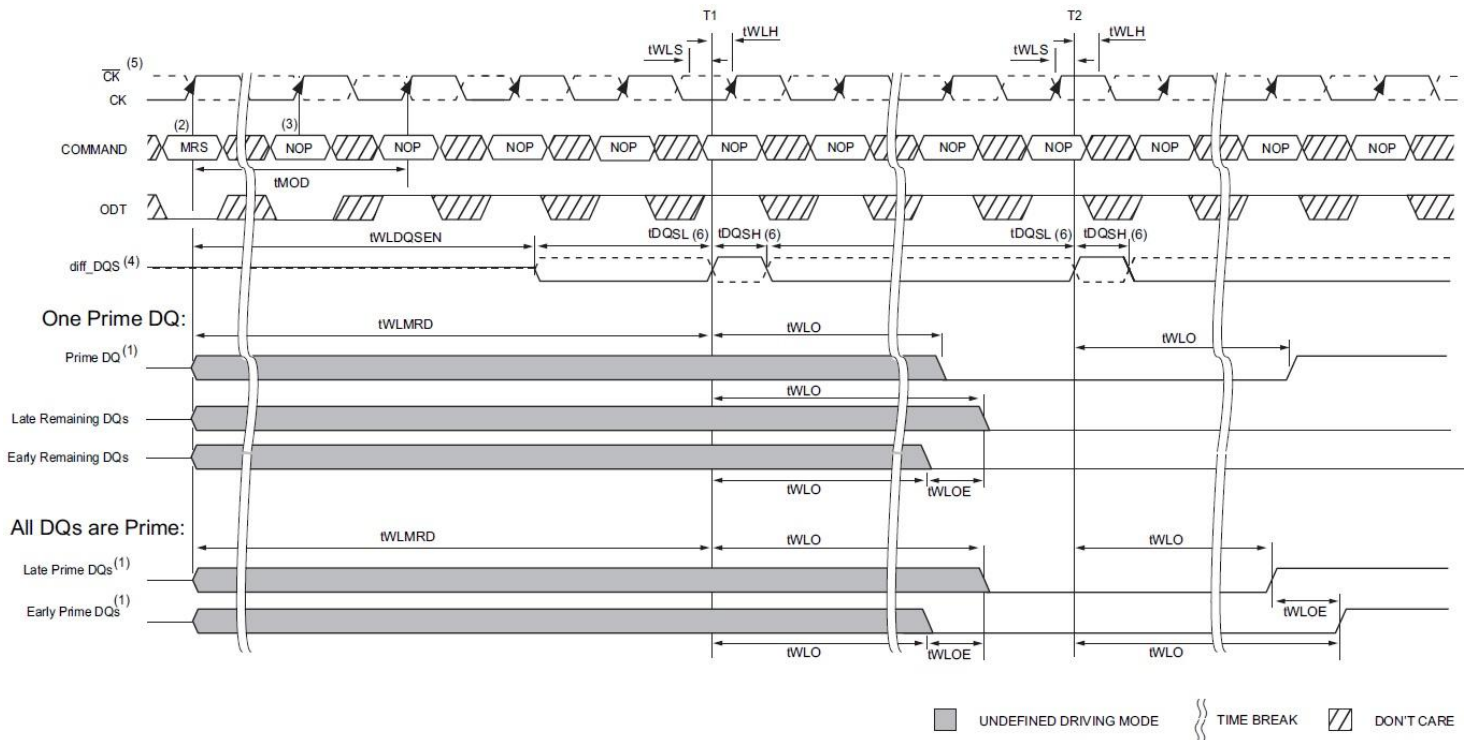 T1 T2
tWLS tWLH tWLS tWLH
CK (5)
CK
COMMAND (2) MRS (3) NOP NOP NOP NOP NOP NOP NOP NOP NOP NOP NOP
tMOD
ODT
tWLDQSEN tDQSL (6) tDQSH (6) tDQSL (6) tDQSH (6)
diff_DQS (4)
One Prime DQ:
tWLMRD tWLO tWLO
Prime DQ (1)
tWLO
Late Remaining DQs
Early Remaining DQs
tWLO tWLOE
All DQs are Prime:
tWLMRD tWLO tWLO
Late Prime DQs (1)
Early Prime DQs (1) tWLOE
tWLO tWLOE tWLO
UNDEFINED DRIVING MODE TIME BREAK DON'T CARE